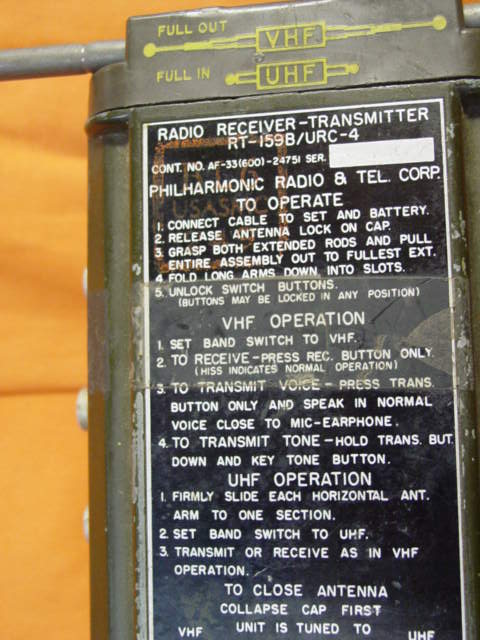 FULL OUT VHF
FULL IN UHF
RADIO RECEIVER-TRANSMITTER
RT-159B/URC-4
CONT. NO. AF-33(600)-24751 SER.
PHILHARMONIC RADIO & TEL. CORP.
TO OPERATE
1. CONNECT CABLE TO SET AND BATTERY.
2. RELEASE ANTENNA LOCK ON CAP.
3. GRASP BOTH EXTENDED RODS AND PULL
ENTIRE ASSEMBLY OUT TO FULLEST EXT.
4. FOLD LONG ARMS DOWN INTO SLOTS.
5. UNLOCK SWITCH BUTTONS.
(BUTTONS MAY BE LOCKED IN ANY POSITION)
VHF OPERATION
1. SET BAND SWITCH TO VHF.
2. TO RECEIVE-PRESS REC. BUTTON ONLY.
(HISS INDICATES NORMAL OPERATION)
3. TO TRANSMIT VOICE - PRESS TRANS.
BUTTON ONLY AND SPEAK IN NORMAL
VOICE CLOSE TO MIC-EARPHONE.
4. TO TRANSMIT TONE-HOLD TRANS. BUT.
DOWN AND KEY TONE BUTTON.
UHF OPERATION
1. FIRMLY SLIDE EACH HORIZONTAL ANT.
ARM TO ONE SECTION.
2. SET BAND SWITCH TO UHF.
3. TRANSMIT OR RECEIVE AS IN VHF
OPERATION.
TO CLOSE ANTENNA
COLLAPSE CAP FIRST
VHF UNIT IS TUNED TO UHF